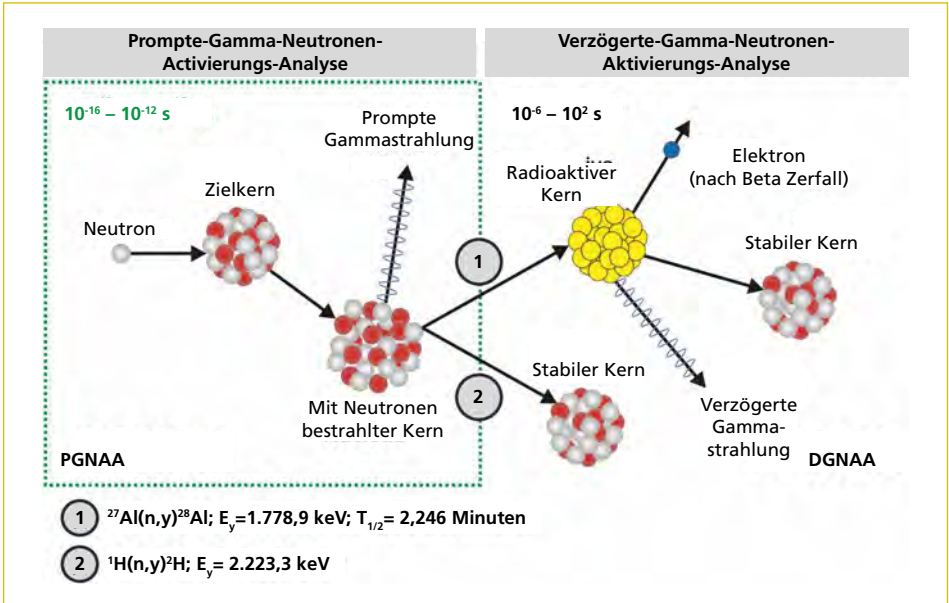 Prompte-Gamma-Neutronen-
Activierungs-Analyse
Verzögerte-Gamma-Neutronen-
Aktivierungs-Analyse
10⁻¹⁶ – 10⁻¹² s
Prompte
Gammastrahlung
Zielkern
Neutron
Mit Neutronen
bestrahlter Kern
PGNAA
1
2
10⁻⁶ – 10² s
Radioaktiver
Kern
Elektron
(nach Beta Zerfall)
Stabiler Kern
Stabiler Kern
Verzögerte
Gamma-
strahlung
DGNAA
1 ²⁷Al(n,y)²⁸Al; Eᵧ=1.778,9 keV; T₁/₂= 2,246 Minuten
2 ¹H(n,y)²H; Eᵧ= 2.223,3 keV